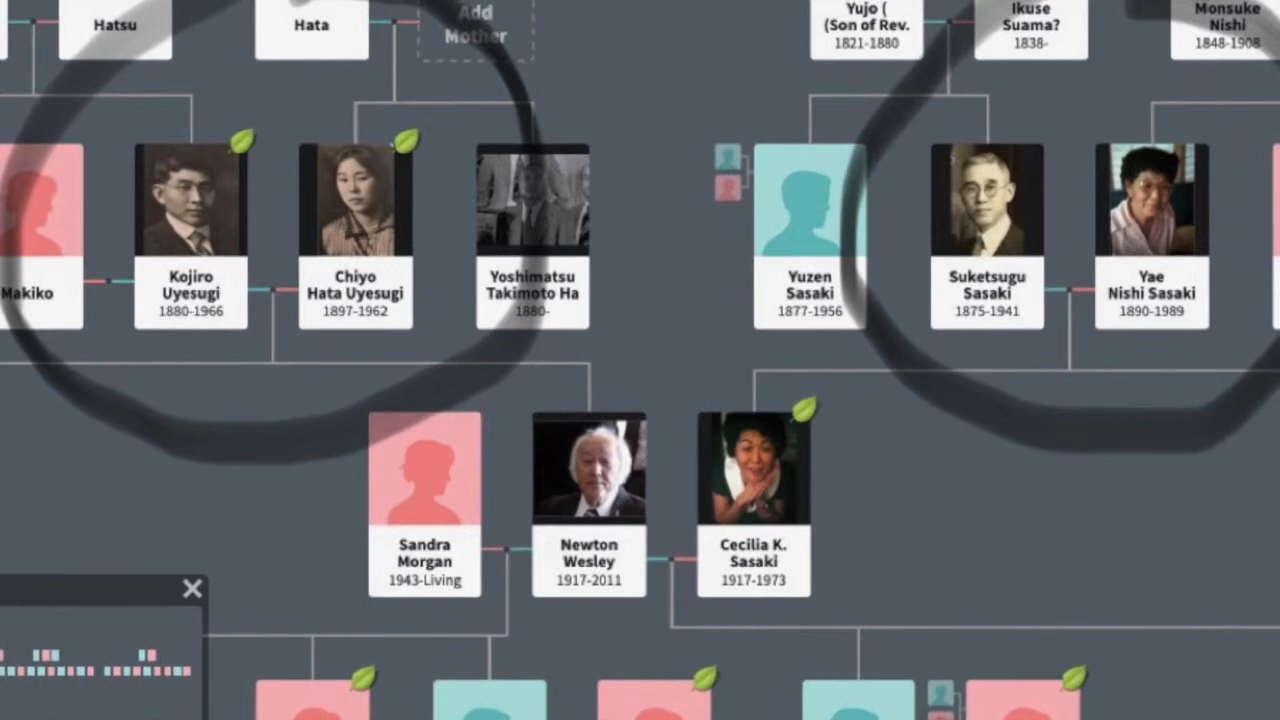 Hatsu
Hata
Add
Mother
Yujo (
(Son of Rev.
1821-1880
Ikuse
Suama?
1838-
Monsuke
Nishi
1848-1908
Makiko
Kojiro
Uyesugi
1880-1966
Chiyo
Hata Uyesugi
1897-1962
Yoshimatsu
Takimoto Ha
1880-
Yuzen
Sasaki
1877-1956
Suketsugu
Sasaki
1875-1941
Yae
Nishi Sasaki
1890-1989
Sandra
Morgan
1943-Living
Newton
Wesley
1917-2011
Cecilia K.
Sasaki
1917-1973